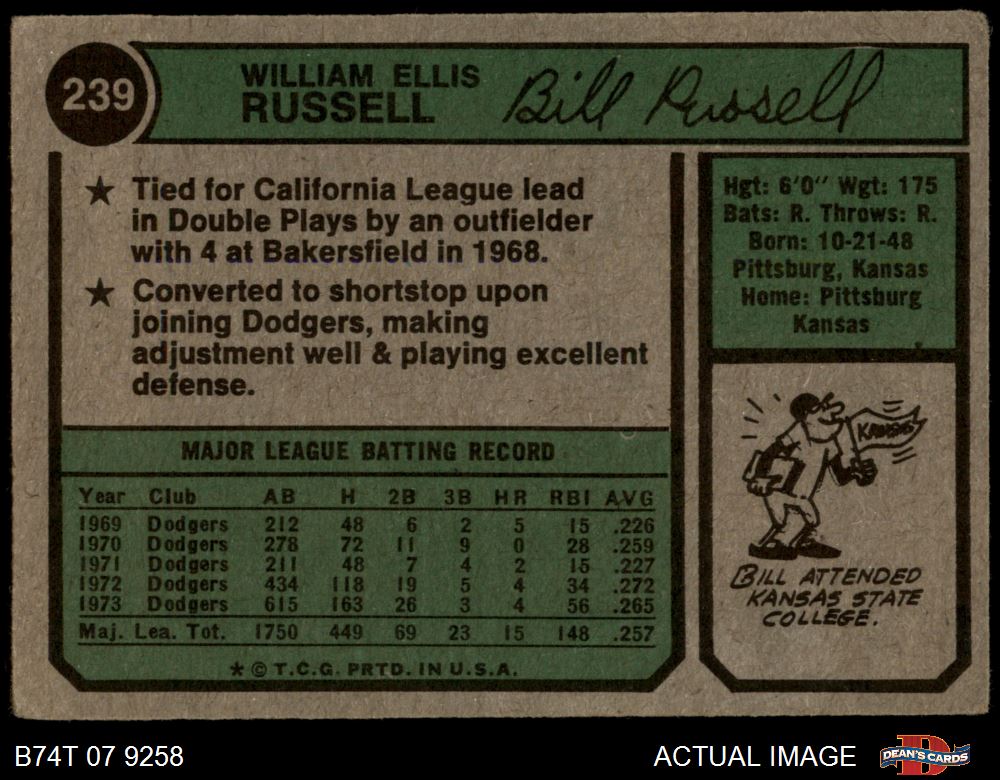 239
WILLIAM ELLIS
RUSSELL
Bill Russell
★ Tied for California League lead
in Double Plays by an outfielder
with 4 at Bakersfield in 1968.
★ Converted to shortstop upon
joining Dodgers, making
adjustment well & playing excellent
defense.
Hgt: 6'0" Wgt: 175
Bats: R. Throws: R.
Born: 10-21-48
Pittsburg, Kansas
Home: Pittsburg
Kansas
MAJOR LEAGUE BATTING RECORD
Year Club AB H 2B 3B HR RBI AVG
1969 Dodgers 212 48 6 2 5 15 .226
1970 Dodgers 278 72 11 9 0 28 .259
1971 Dodgers 211 48 7 4 2 15 .227
1972 Dodgers 434 118 19 5 4 34 .272
1973 Dodgers 615 163 26 3 4 56 .265
Maj. Lea. Tot. 1750 449 69 23 15 148 .257
★ © T.C.G. PRTD. IN U.S.A.
KANSAS
BILL ATTENDED
KANSAS STATE
COLLEGE.
B74T 07 9258
ACTUAL IMAGE
D
DEAN'S CARDS